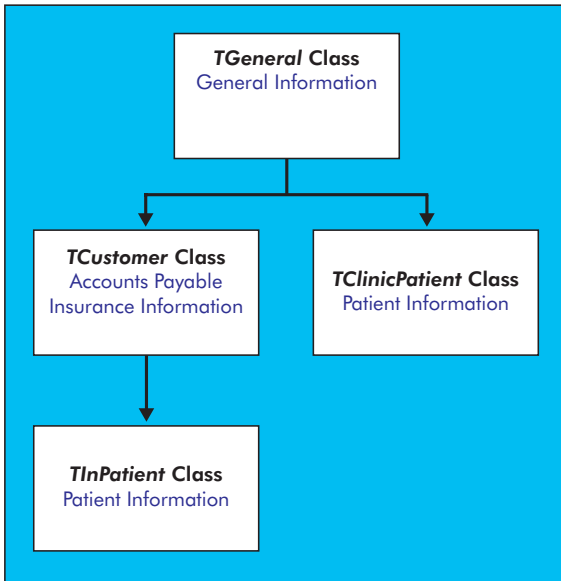 TGeneral Class
General Information
TCustomer Class
Accounts Payable
Insurance Information
TClinicPatient Class
Patient Information
TInPatient Class
Patient Information